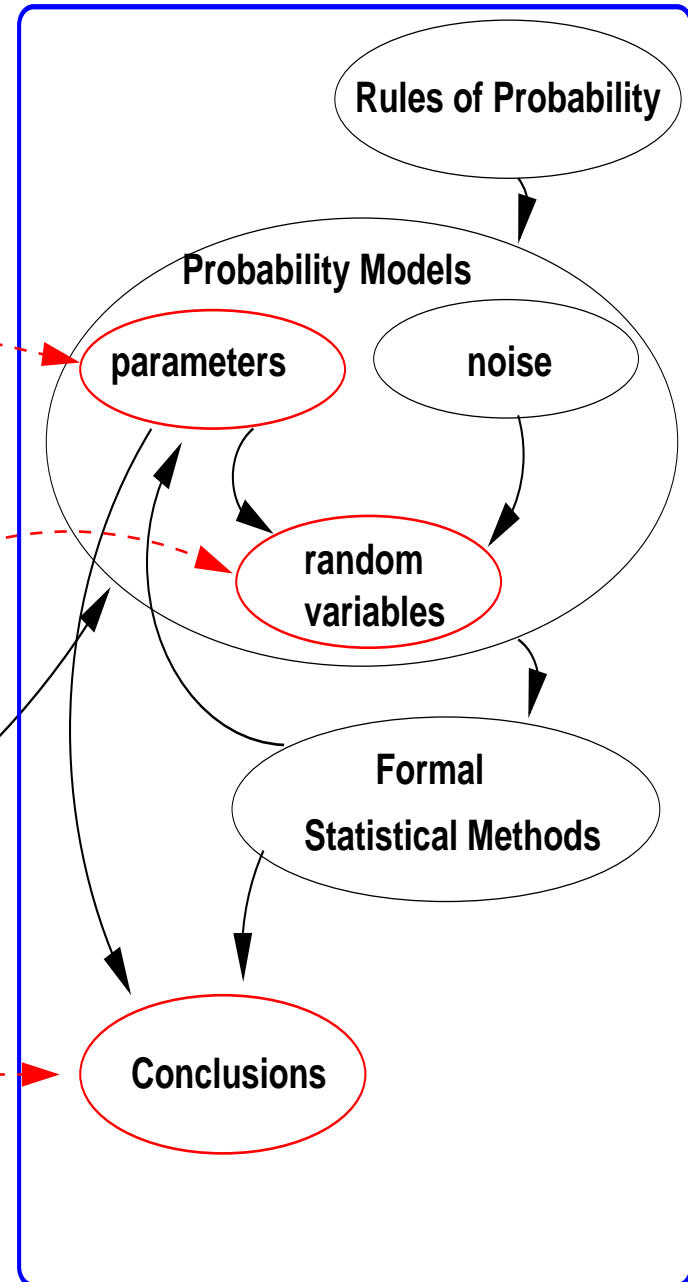 Rules of Probability
Probability Models
parameters
noise
random
variables
Formal
Statistical Methods
Conclusions